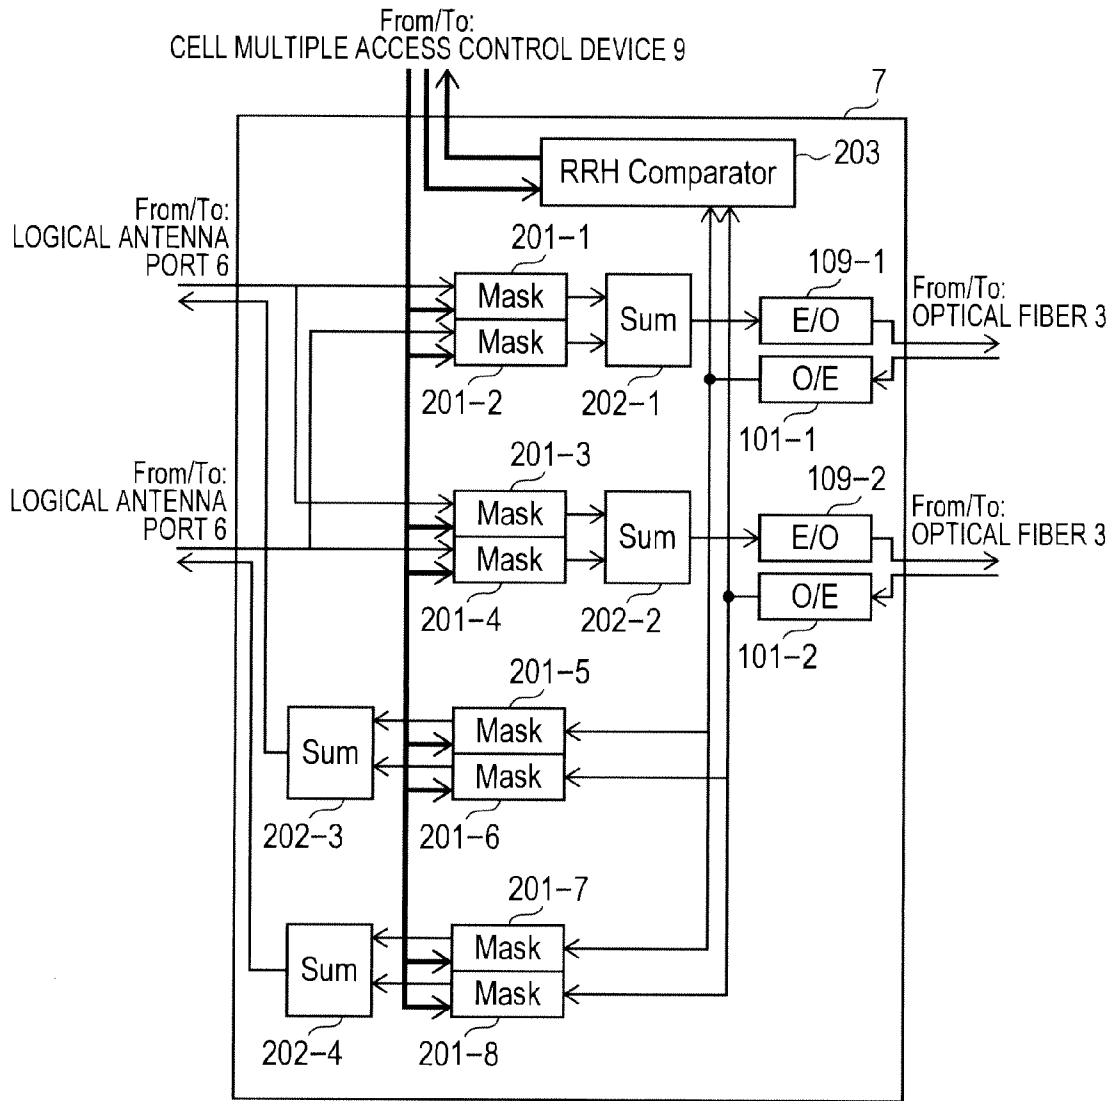 From/To:
CELL MULTIPLE ACCESS CONTROL DEVICE 9
7
RRH Comparator
203
From/To:
LOGICAL ANTENNA
PORT 6
201-1
Mask
Mask
201-2
Sum
202-1
109-1
E/O
O/E
101-1
From/To:
OPTICAL FIBER 3
From/To:
LOGICAL ANTENNA
PORT 6
201-3
Mask
Mask
201-4
Sum
202-2
109-2
E/O
O/E
101-2
From/To:
OPTICAL FIBER 3
201-5
Mask
Mask
201-6
Sum
202-3
201-7
Mask
Mask
201-8
Sum
202-4